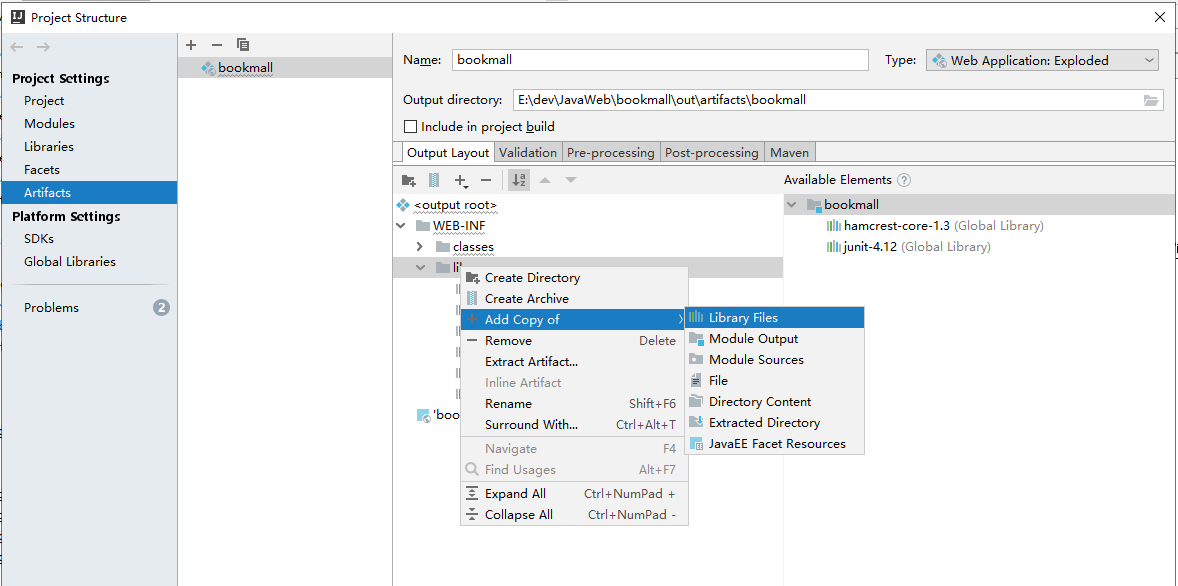 Project Structure
Project Settings
Project
Modules
Libraries
Facets
Artifacts
Platform Settings
SDKs
Global Libraries
Problems 2
bookmall
Name: bookmall Type: Web Application: Exploded
Output directory: E:\dev\JavaWeb\bookmall\out\artifacts\bookmall
Include in project build
Output Layout Validation Pre-processing Post-processing Maven
Available Elements ?
<output root>
WEB-INF
classes
'boo
Create Directory
Create Archive
Add Copy of
Remove Delete
Extract Artifact...
Inline Artifact
Rename Shift+F6
Surround With... Ctrl+Alt+T
Navigate F4
Find Usages Alt+F7
Expand All Ctrl+NumPad +
Collapse All Ctrl+NumPad -
Library Files
Module Output
Module Sources
File
Directory Content
Extracted Directory
JavaEE Facet Resources
bookmall
hamcrest-core-1.3 (Global Library)
junit-4.12 (Global Library)